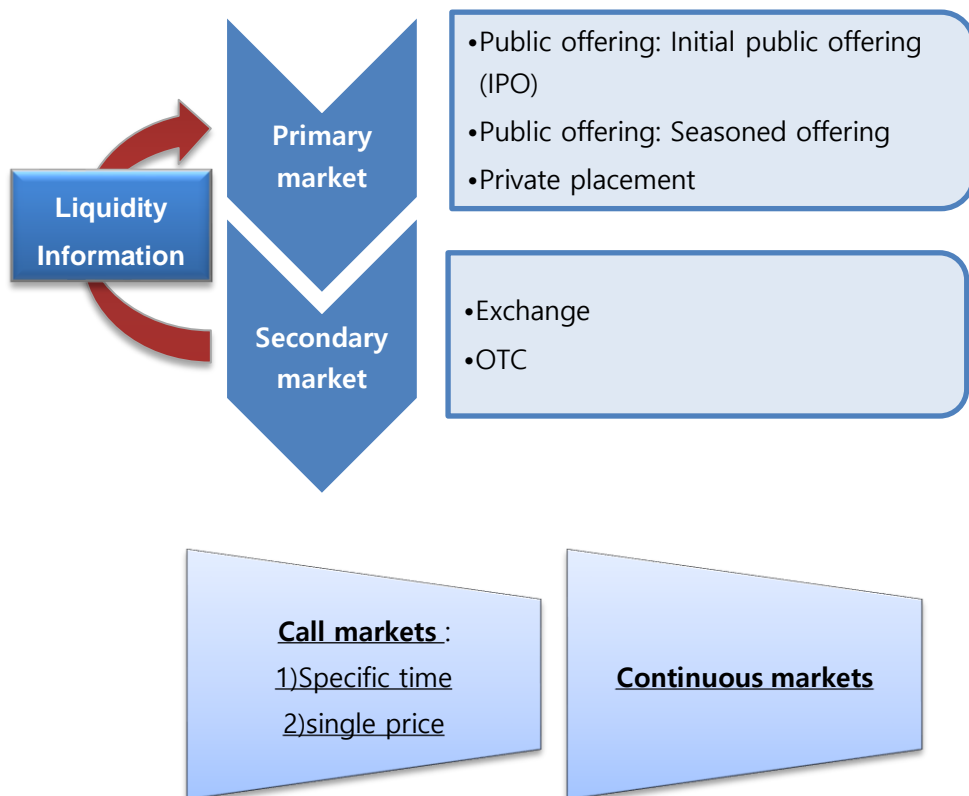 •Public offering: Initial public offering
(IPO)
•Public offering: Seasoned offering
•Private placement
Primary
market
Liquidity
Information
Secondary
market
•Exchange
•OTC
Call markets :
1)Specific time
2)single price
Continuous markets